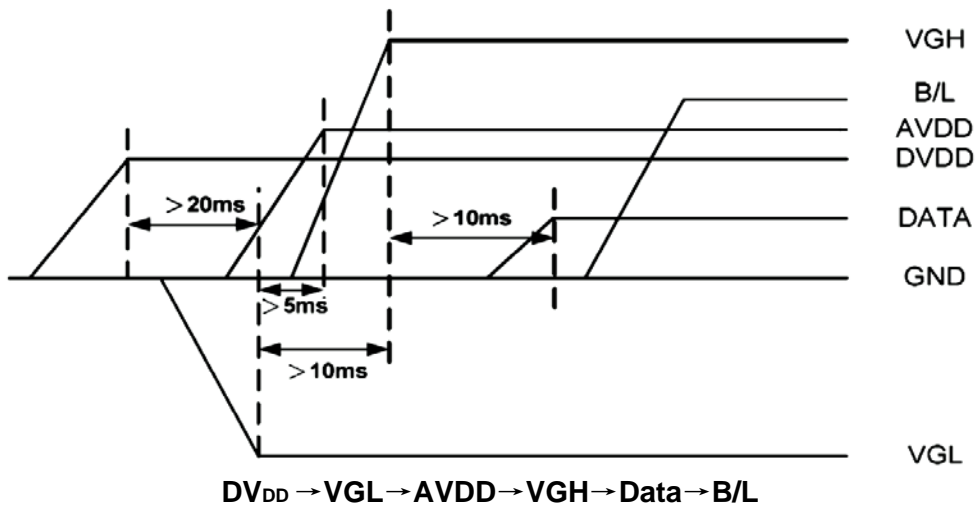 VGH
B/L
AVDD
DVDD
>20ms
>10ms
DATA
GND
>5ms
>10ms
VGL
DVDD→VGL→AVDD→VGH→Data→B/L